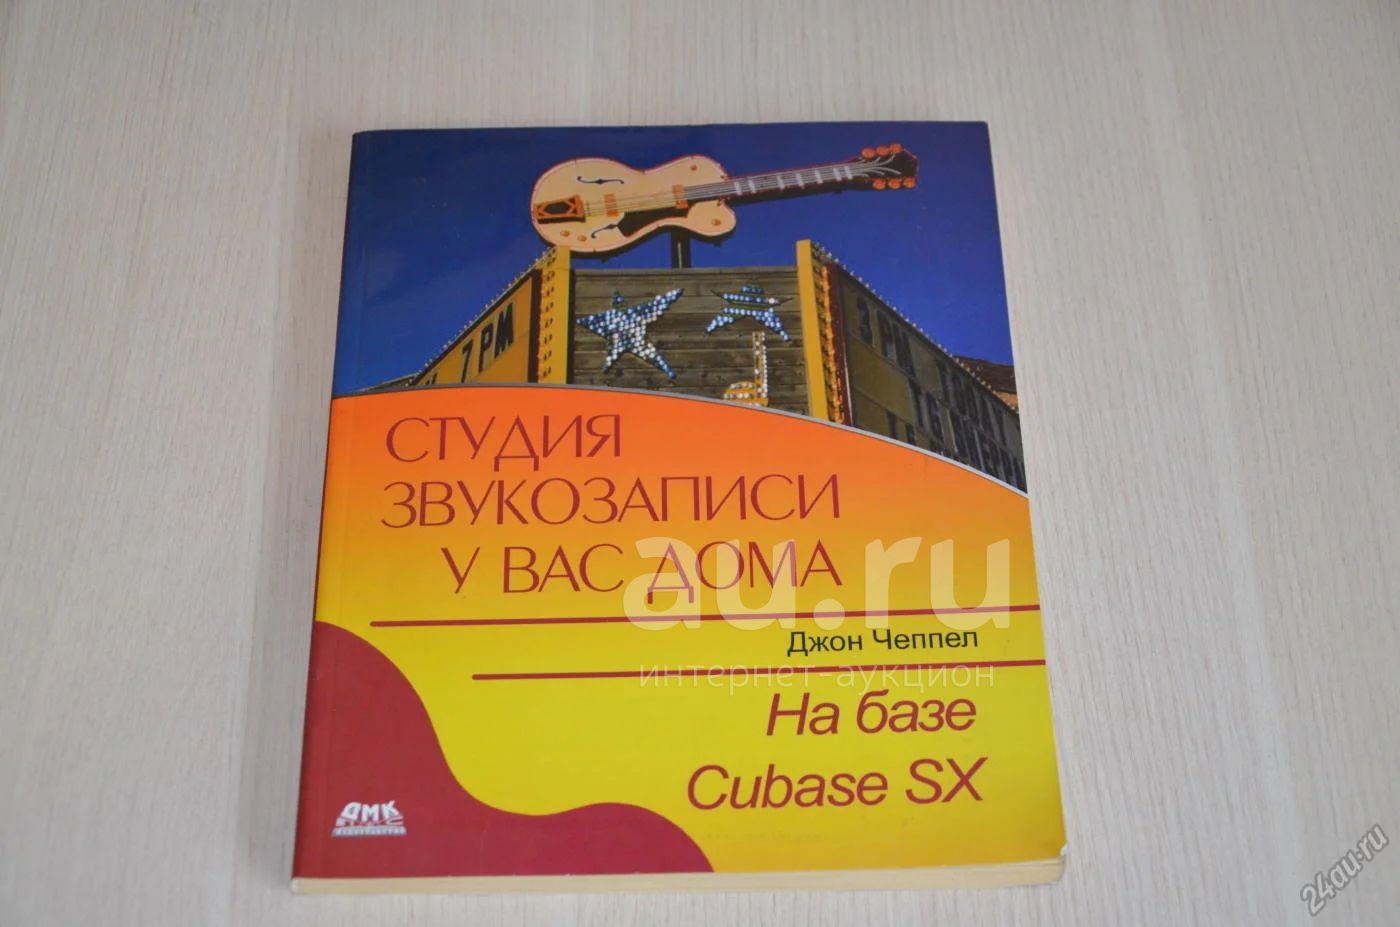 7 PM
3 PM
СТУДИЯ
ЗВУКОЗАПИСИ
У ВАС ДОМА
au.ru
Джон Чеппел
интернет-аукцион
На базе
Cubase SX
ДМК
ИЗДАТЕЛЬСТВО
24au.ru